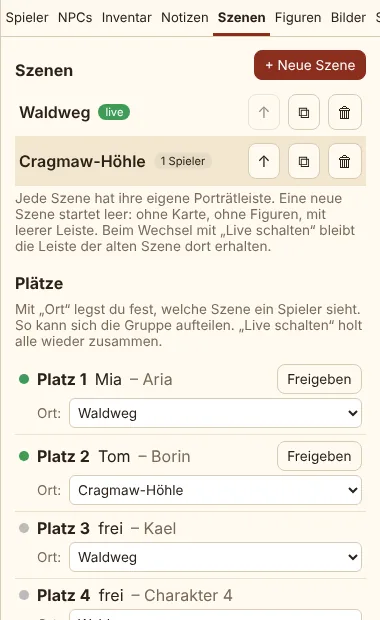 Spieler NPCs Inventar Notizen Szenen Figuren Bilder
Szenen
+ Neue Szene
Waldweg live
Cragmaw-Höhle 1 Spieler
Jede Szene hat ihre eigene Porträtleiste. Eine neue
Szene startet leer: ohne Karte, ohne Figuren, mit
leerer Leiste. Beim Wechsel mit „Live schalten“ bleibt
die Leiste der alten Szene dort erhalten.
Plätze
Mit „Ort“ legst du fest, welche Szene ein Spieler sieht.
So kann sich die Gruppe aufteilen. „Live schalten“ holt
alle wieder zusammen.
Platz 1 Mia – Aria Freigeben
Ort: Waldweg
Platz 2 Tom – Borin Freigeben
Ort: Cragmaw-Höhle
Platz 3 frei – Kael
Ort: Waldweg
Platz 4 frei – Charakter 4